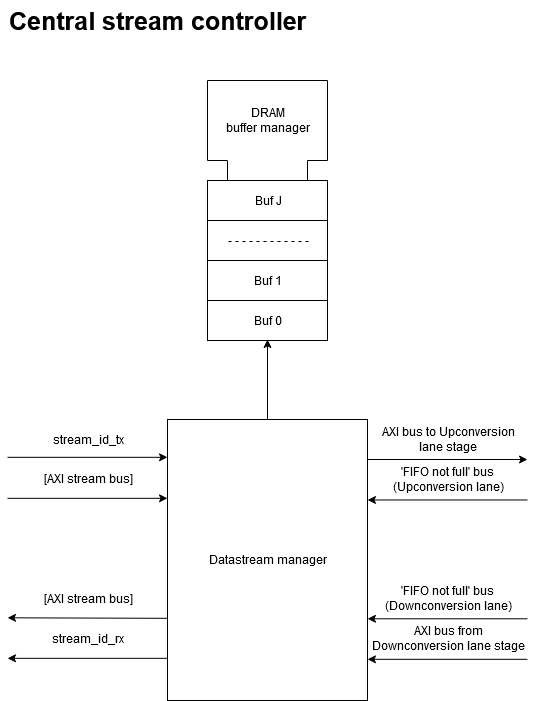 Central stream controller
DRAM
buffer manager
Buf J
- - - - - - - - - - - -
Buf 1
Buf 0
stream_id_tx
[AXI stream bus]
AXI bus to Upconversion
lane stage
'FIFO not full' bus
(Upconversion lane)
Datastream manager
[AXI stream bus]
stream_id_rx
'FIFO not full' bus
(Downconversion lane)
AXI bus from
Downconversion lane stage